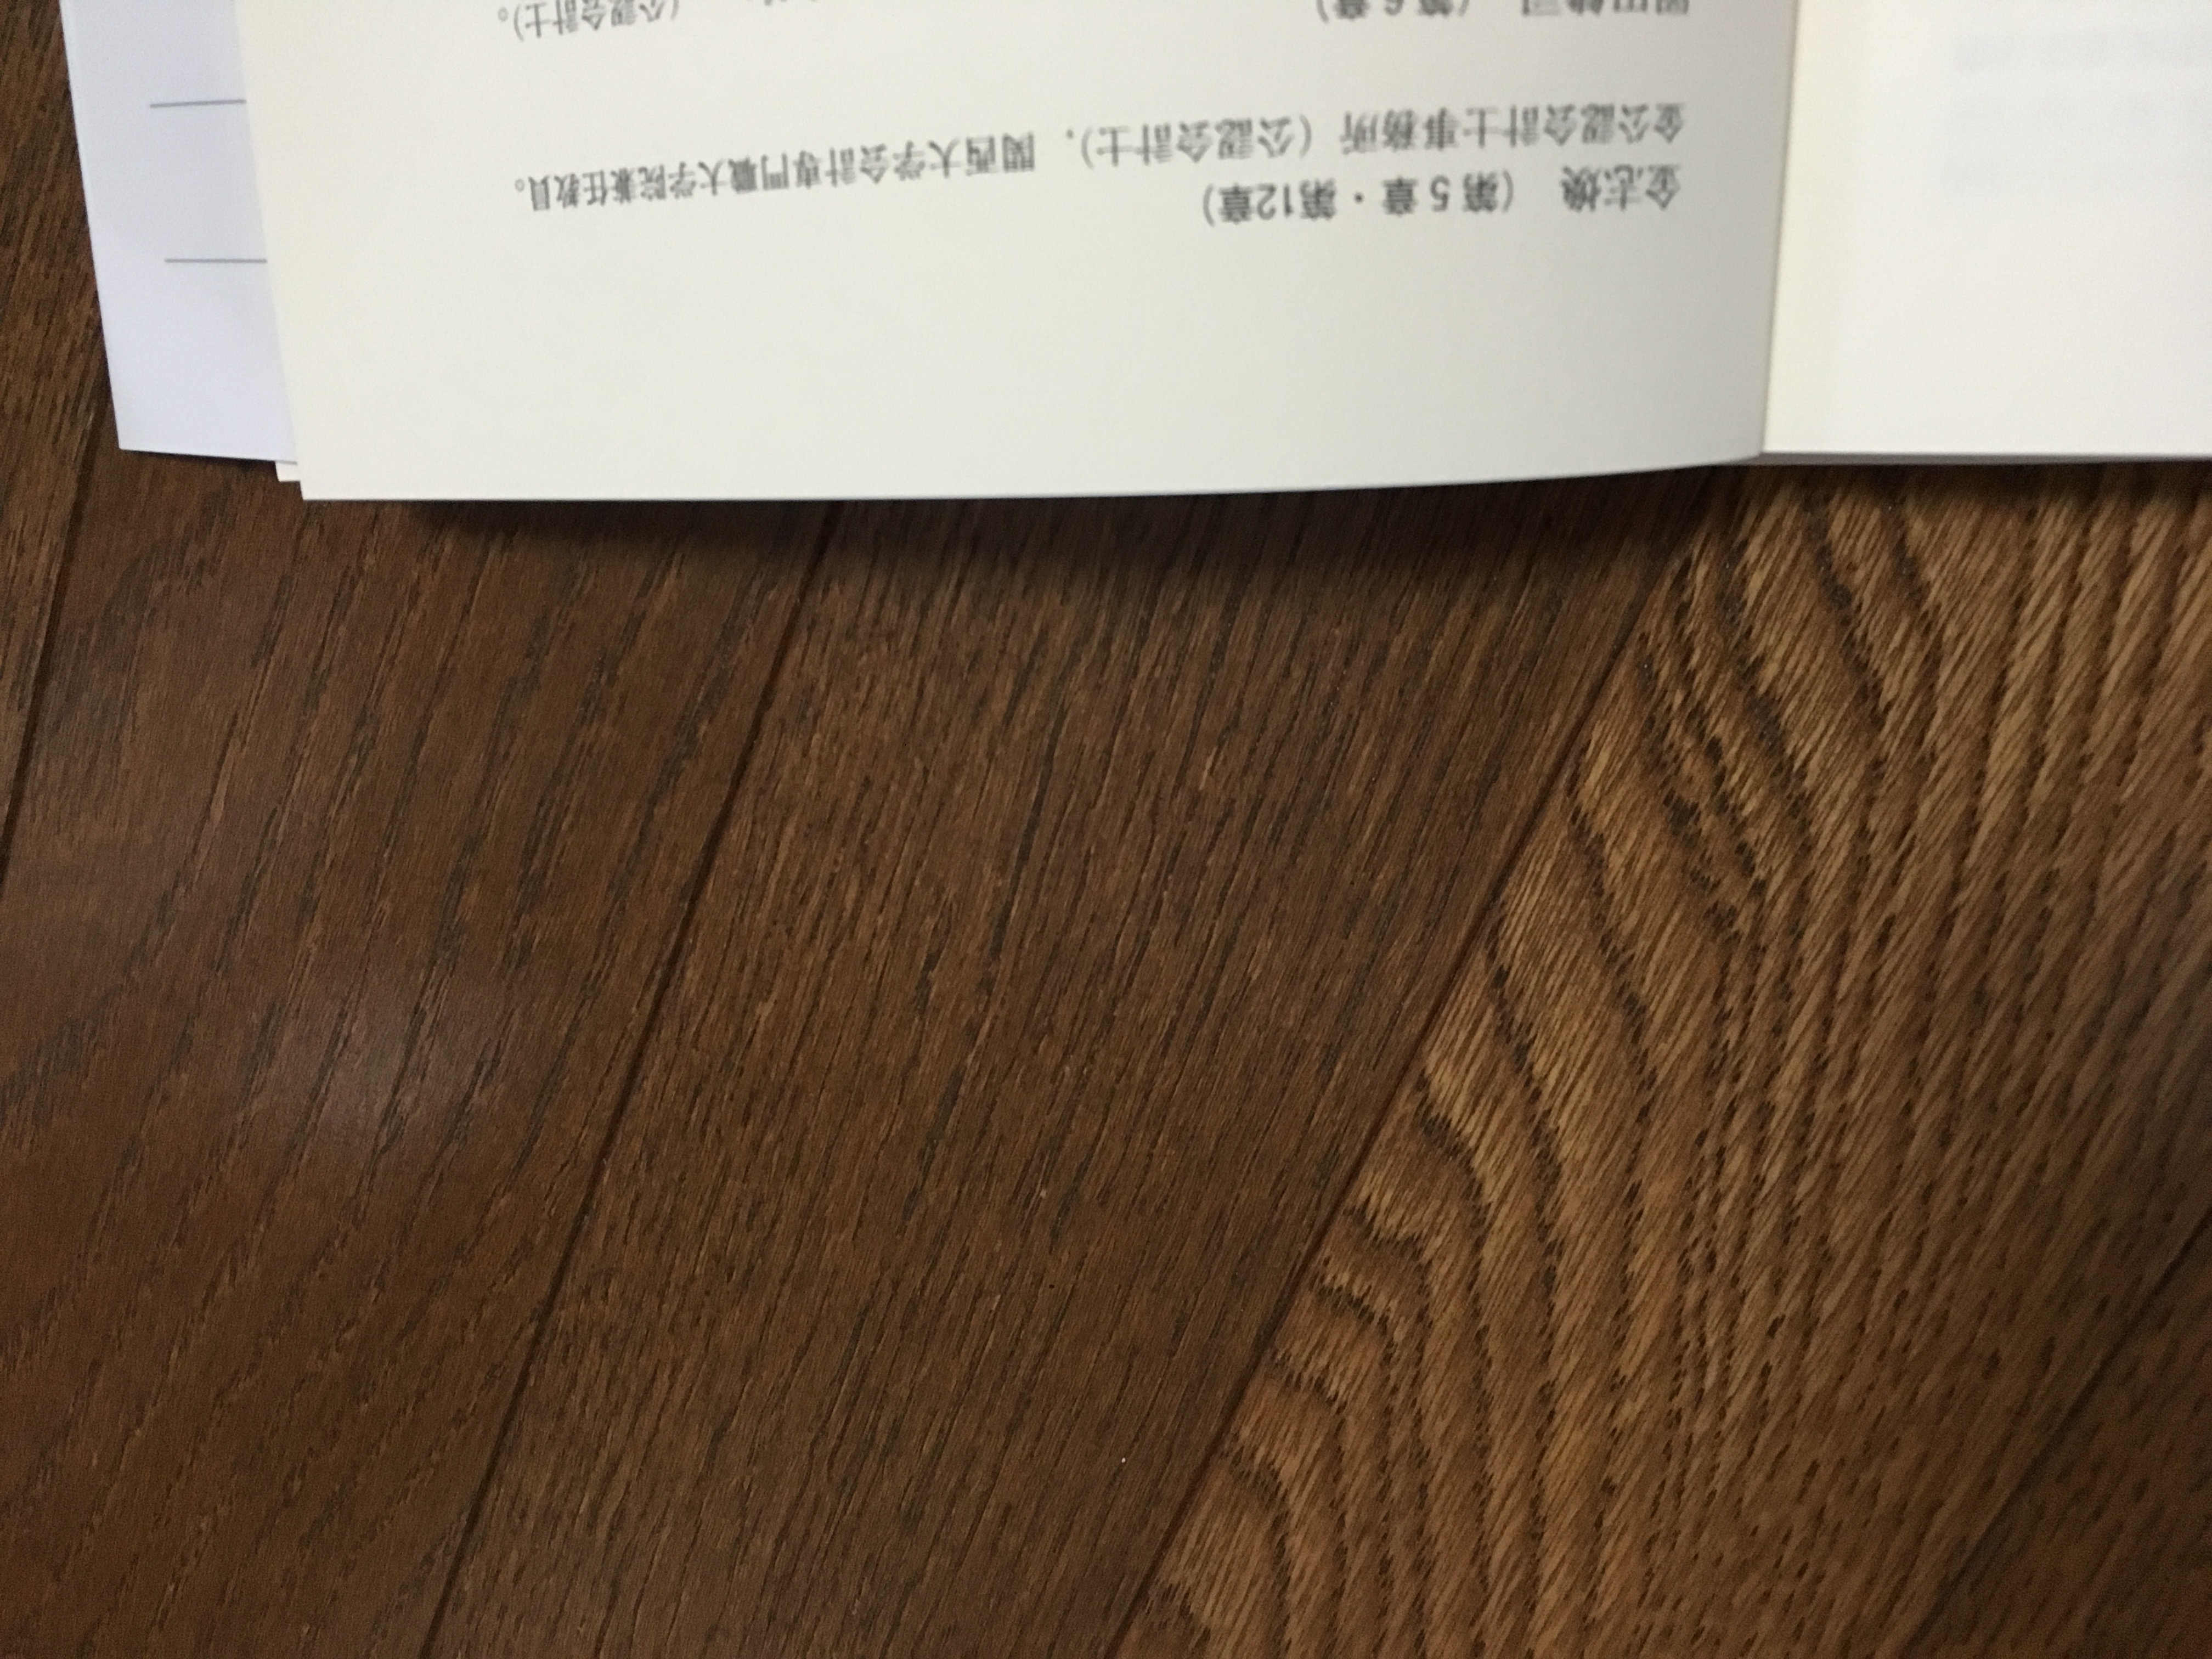 金志煥 （第5章・第12章）
金公認会計士事務所（公認会計士），関西大学会計専門職大学院兼任教員。
（第6章）
（公認会計士）。